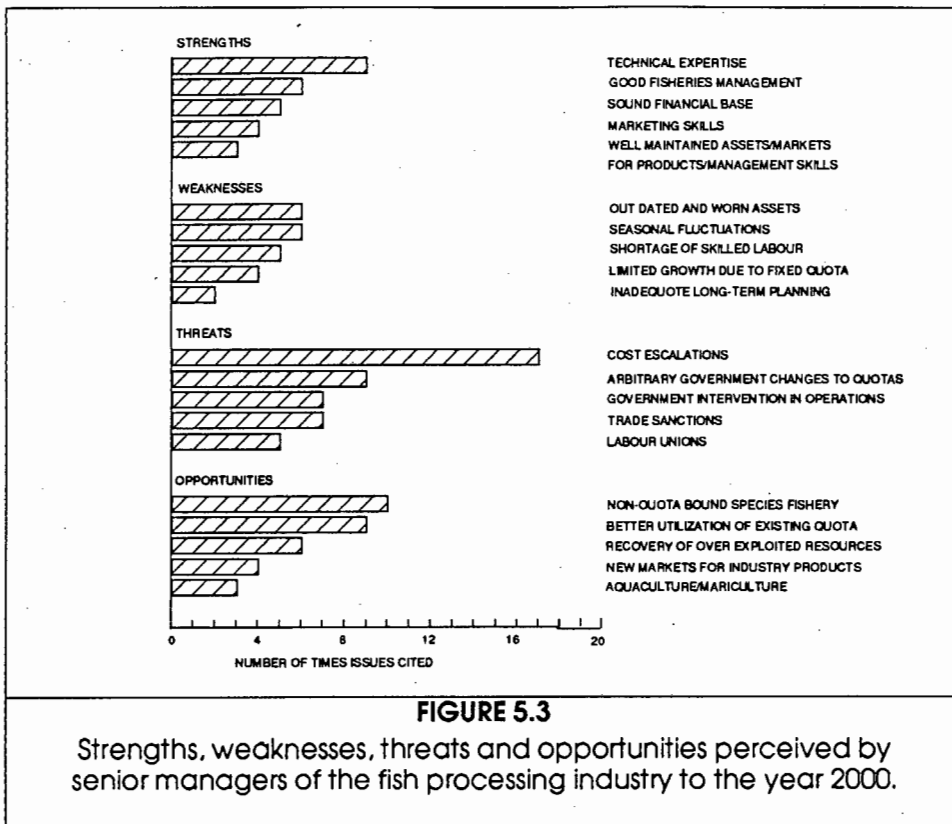 STRENGTHS
TECHNICAL EXPERTISE
GOOD FISHERIES MANAGEMENT
SOUND FINANCIAL BASE
MARKETING SKILLS
WELL MAINTAINED ASSETS/MARKETS
FOR PRODUCTS/MANAGEMENT SKILLS
WEAKNESSES
OUT DATED AND WORN ASSETS
SEASONAL FLUCTUATIONS
SHORTAGE OF SKILLED LABOUR
LIMITED GROWTH DUE TO FIXED QUOTA
INADEQUOTE LONG-TERM PLANNING
THREATS
COST ESCALATIONS
ARBITRARY GOVERNMENT CHANGES TO QUOTAS
GOVERNMENT INTERVENTION IN OPERATIONS
TRADE SANCTIONS
LABOUR UNIONS
OPPORTUNITIES
NON-QUOTA BOUND SPECIES FISHERY
BETTER UTILIZATION OF EXISTING QUOTA
RECOVERY OF OVER EXPLOITED RESOURCES
NEW MARKETS FOR INDUSTRY PRODUCTS
AQUACULTURE/MARICULTURE
0 4 8 12 16 20
NUMBER OF TIMES ISSUES CITED
FIGURE 5.3
Strengths, weaknesses, threats and opportunities perceived by
senior managers of the fish processing industry to the year 2000.